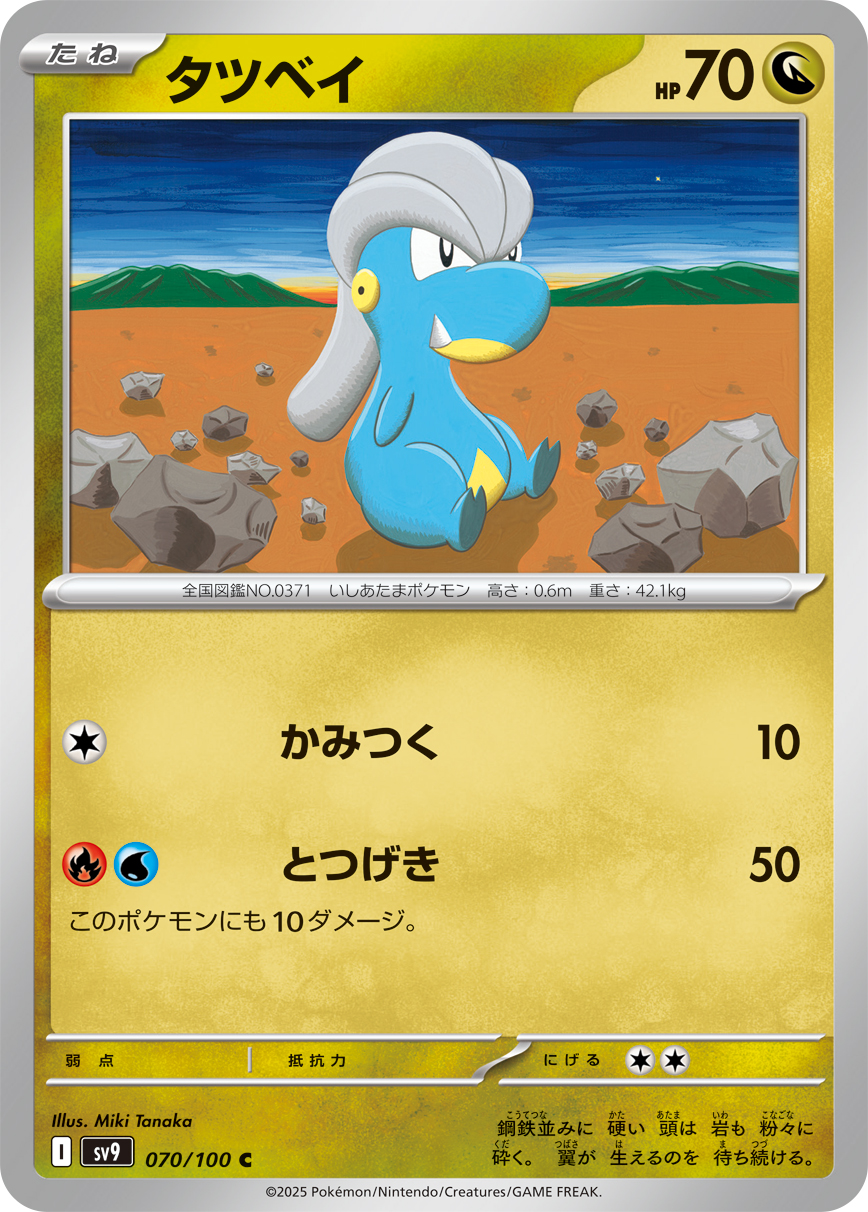 たね
タツベイ
HP70
全国図鑑NO.0371 いしあたまポケモン 高さ：0.6m 重さ：42.1kg
かみつく 10
とつげき 50
このポケモンにも10ダメージ。
弱点 抵抗力 にげる
Illus. Miki Tanaka
鋼鉄並みに 硬い 頭は 岩も 粉々に
砕く。 翼が 生えるのを 待ち続ける。
I sv9 070/100 C
©2025 Pokémon/Nintendo/Creatures/GAME FREAK.